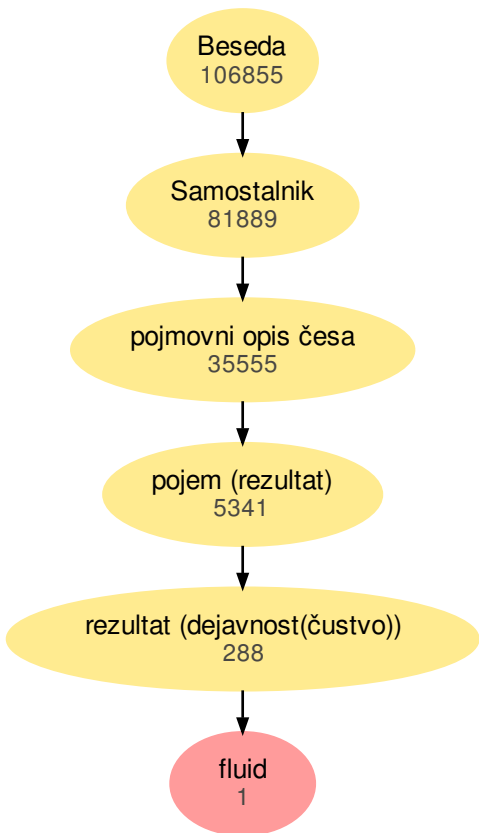 Beseda
106855
Samostalnik
81889
pojmovni opis česa
35555
pojem (rezultat)
5341
rezultat (dejavnost(čustvo))
288
fluid
1